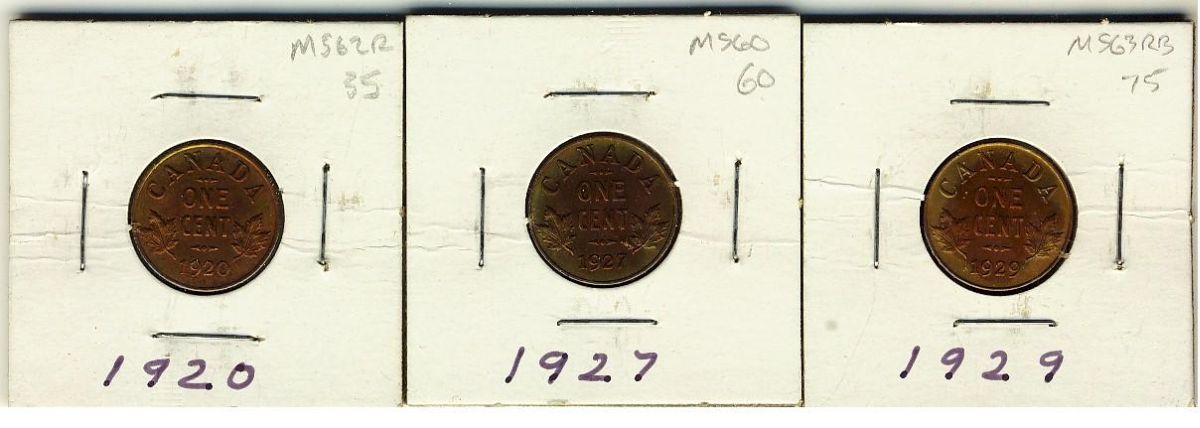 MS62R
35
CANADA
ONE
CENT
1920
1920
MS60
60
CANADA
ONE
CENT
1927
1927
MS63RB
75
CANADA
ONE
CENT
1929
1929